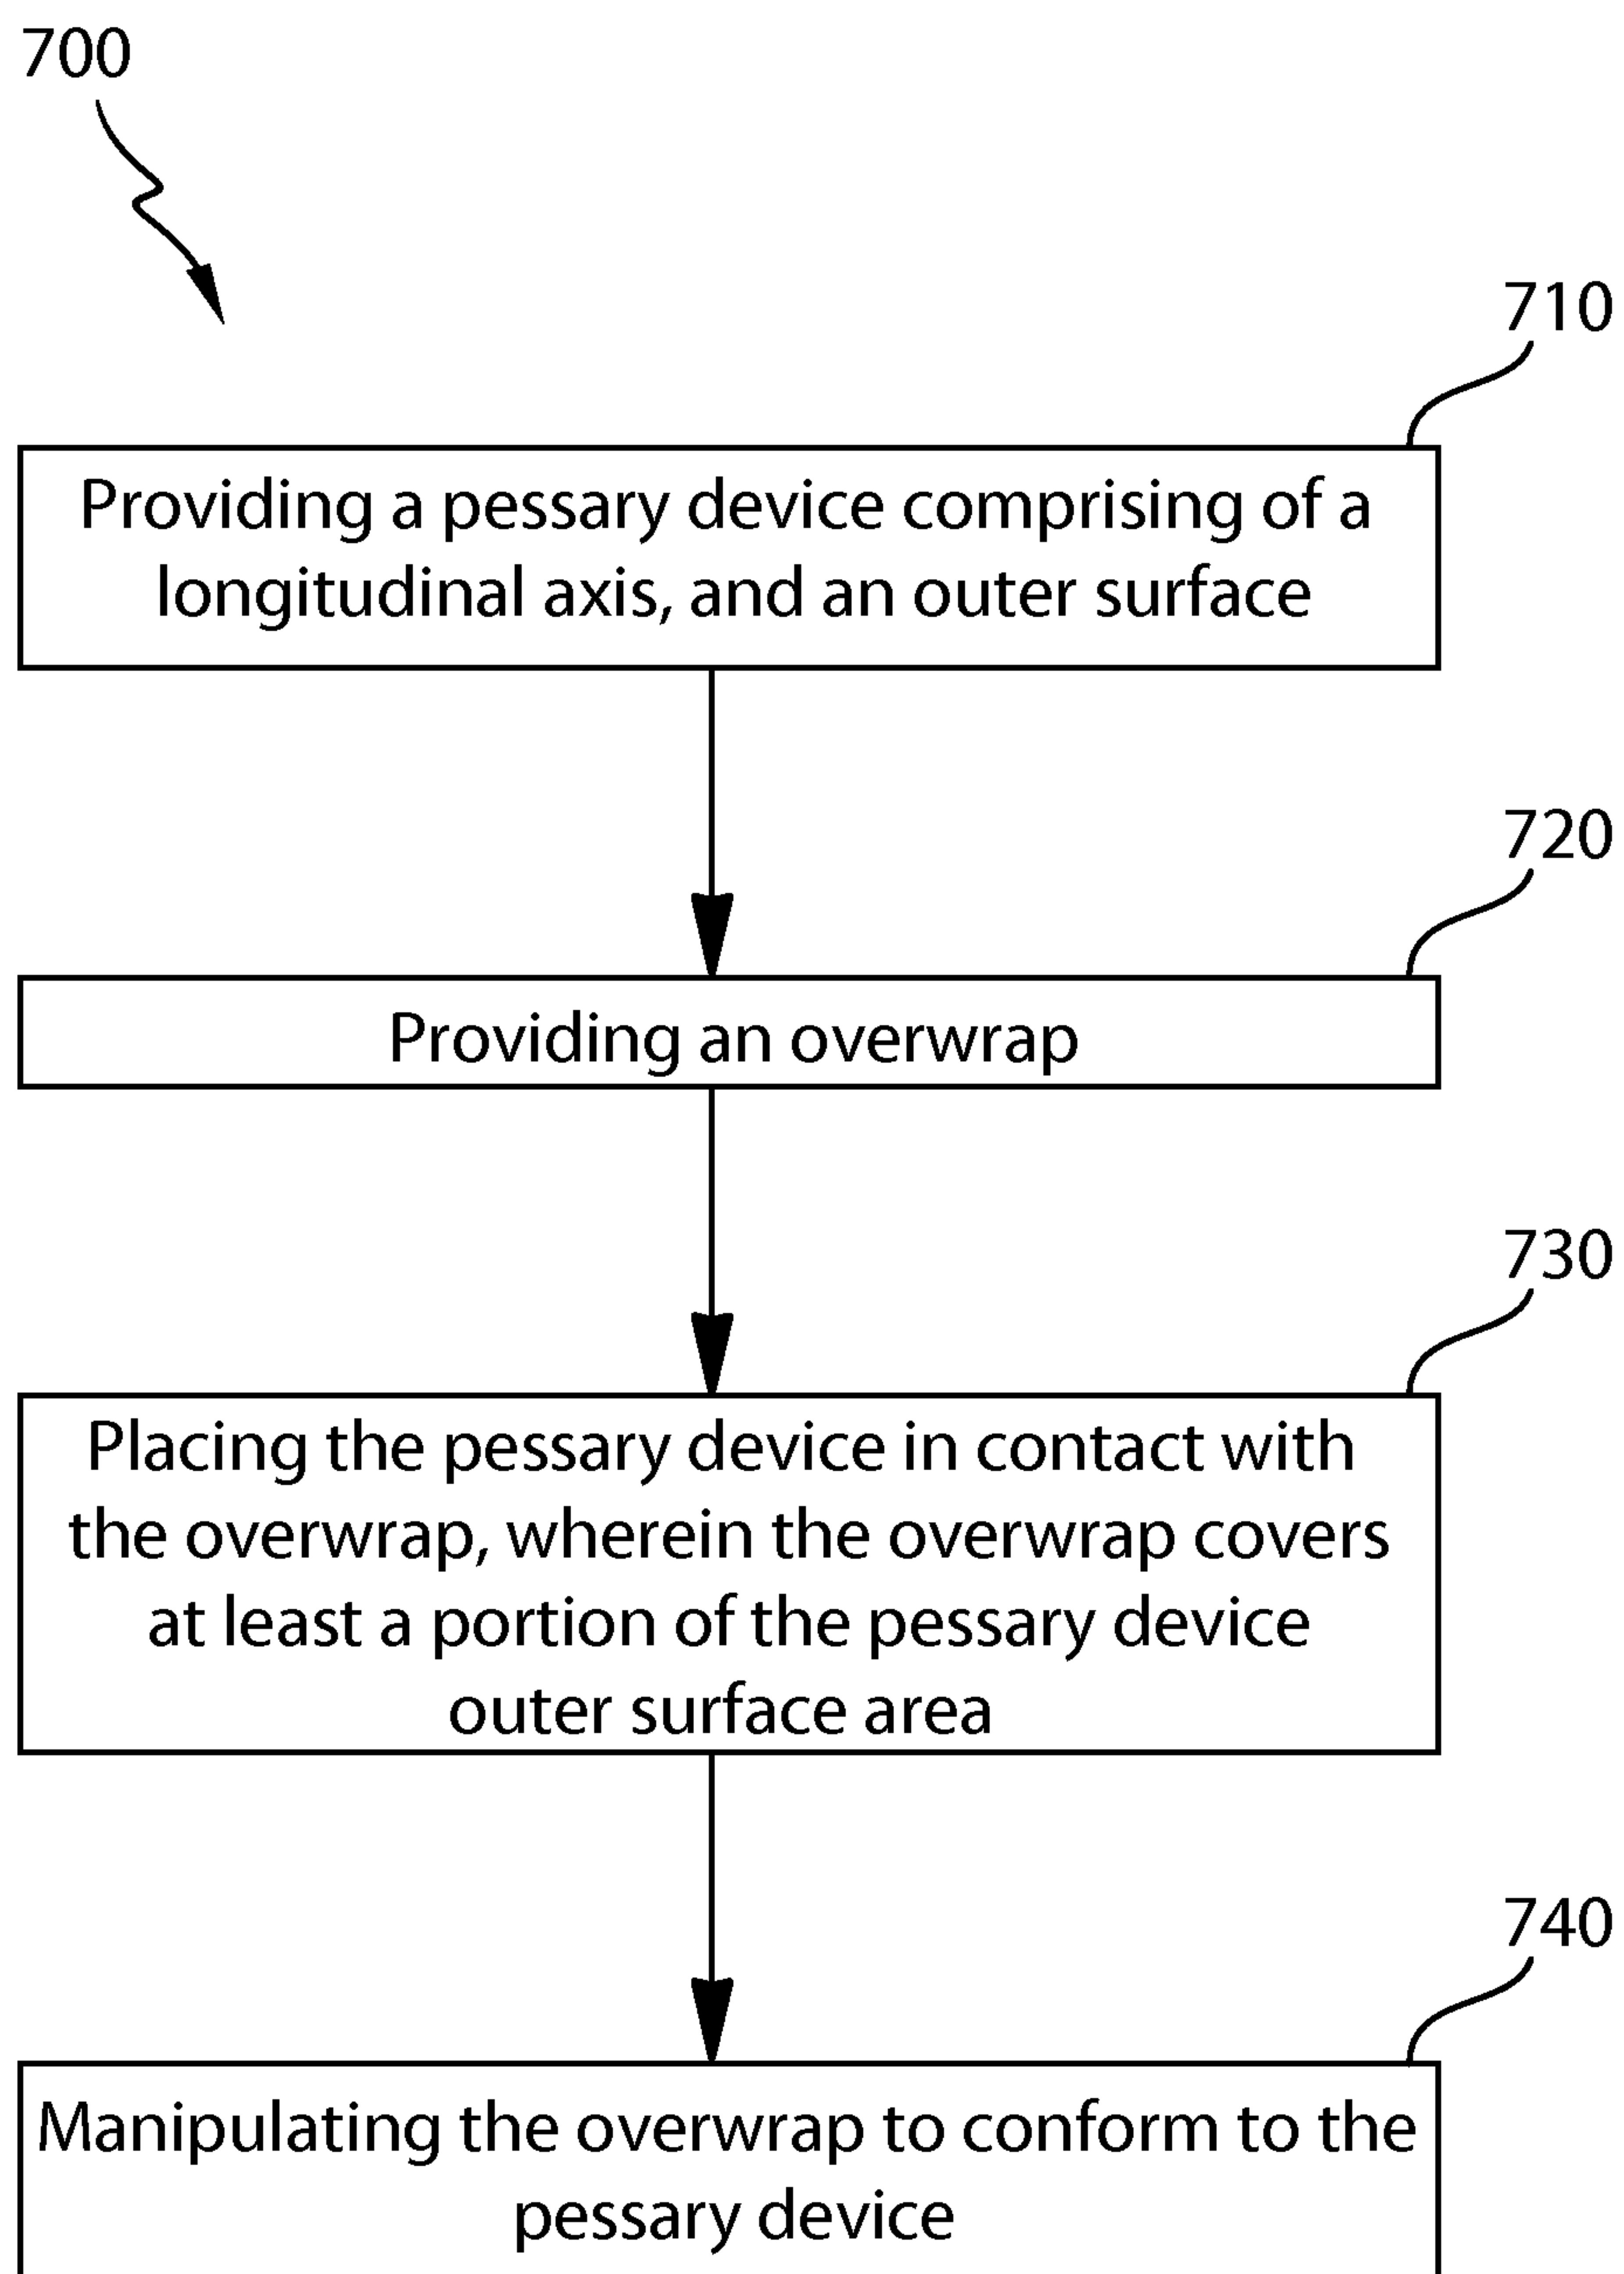 700
710
Providing a pessary device comprising of a
longitudinal axis, and an outer surface
720
Providing an overwrap
730
Placing the pessary device in contact with
the overwrap, wherein the overwrap covers
at least a portion of the pessary device
outer surface area
740
Manipulating the overwrap to conform to the
pessary device